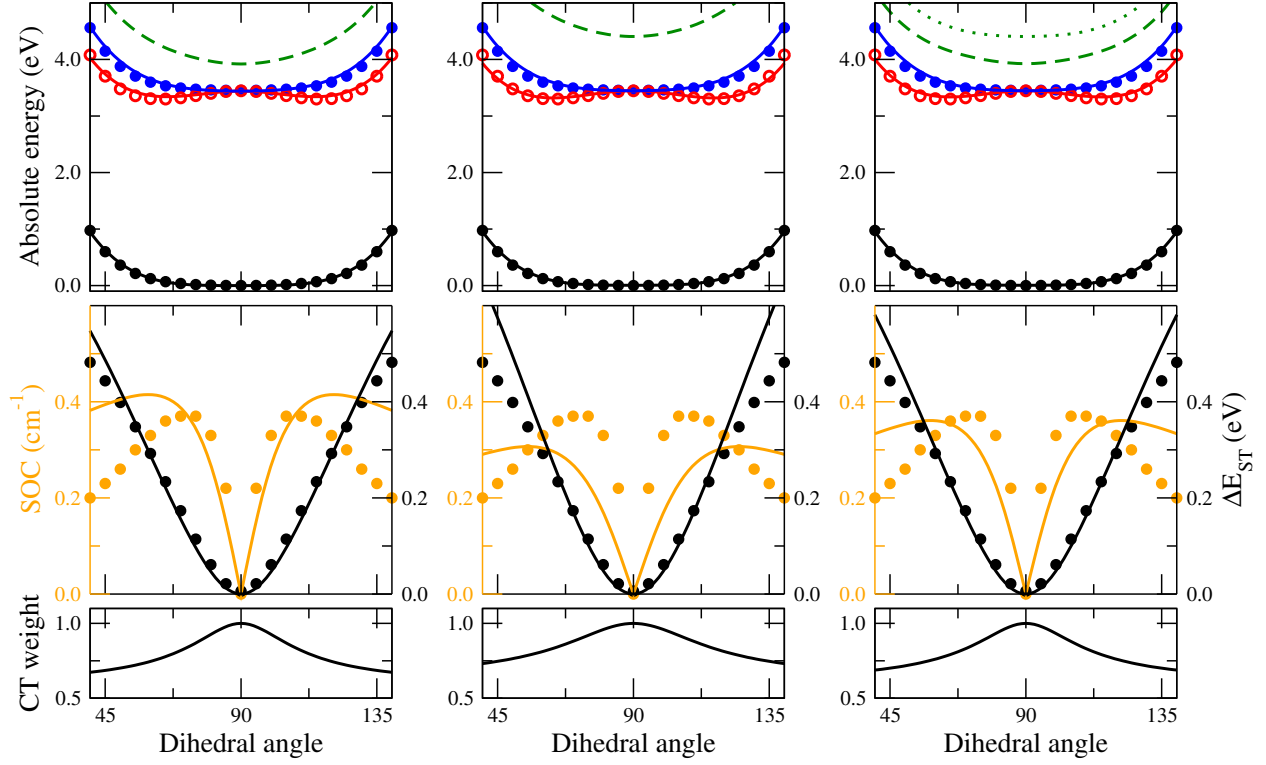 Absolute energy (eV)
4.0 4.0 4.0
2.0 2.0 2.0
0.0 0.0 0.0
SOC (cm⁻¹)
0.4 0.4 0.4 0.4 0.4 0.4
0.2 0.2 0.2 0.2 0.2 0.2
0.0 0.0 0.0 0.0 0.0 0.0
ΔE_ST (eV)
CT weight
1.0 1.0 1.0
0.5 0.5 0.5
45 90 135 45 90 135 45 90 135
Dihedral angle Dihedral angle Dihedral angle